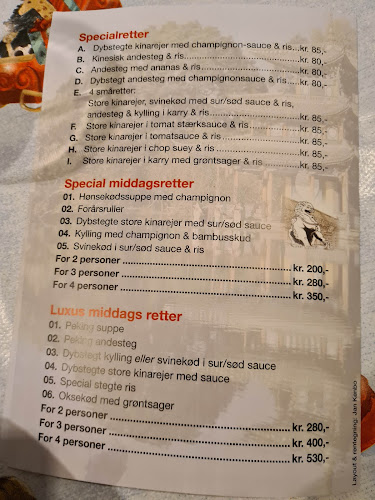 Specialretter
A. Dybstegte kinarejer med champignon-sauce & ris....kr. 85,-
B. Kinesisk andesteg & ris.............kr. 80,-
C. Andesteg med ananas & ris.............kr. 80,-
D. Dybstegt andesteg med champignonsauce & ris.....kr. 80,-
E. 4 småretter:
Store kinarejer, svinekød med sur/sød sauce & ris,
andesteg & kylling i karry & ris.............kr. 85,-
F. Store kinarejer i tomat stærksauce & ris.............kr. 85,-
G. Store kinarejer i tomatsauce & ris.............kr. 85,-
H. Store kinarejer i chop suey & ris.............kr. 85,-
I. Store kinarejer i karry med grøntsager & ris.............kr. 85,-
Special middagsretter
01. Hønsekødssuppe med champignon
02. Forårsruller
03. Dybstegte store kinarejer med sur/sød sauce
04. Kylling med champignon & bambusskud
05. Svinekød i sur/sød sauce & ris
For 2 personer.............kr. 200,-
For 3 personer.............kr. 280,-
For 4 personer.............kr. 350,-
Luxus middags retter
01. Peking suppe
02. Peking andesteg
03. Dybstegt kylling eller svinekød i sur/sød sauce
04. Dybstegte store kinarejer med sauce
05. Special stegte ris
06. Oksekød med grøntsager
For 2 personer.............kr. 280,-
For 3 personer.............kr. 400,-
For 4 personer.............kr. 530,-
Layout & rentegning: Jan Kanbo